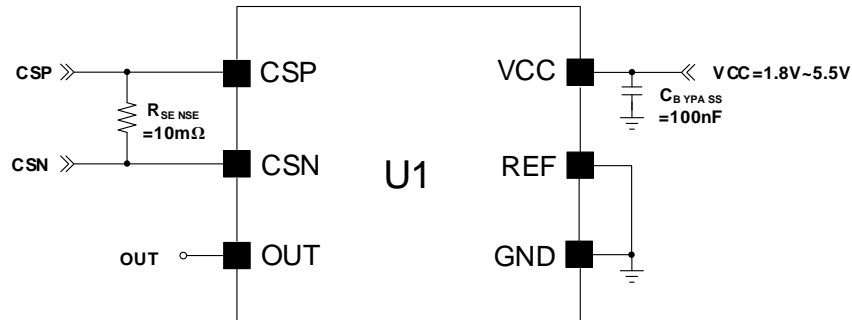 CSP
CSP
VCC
VCC=1.8V~5.5V
RSENSE
=10mΩ
CBYPASS
=100nF
CSN
CSN
U1
REF
OUT
OUT
GND